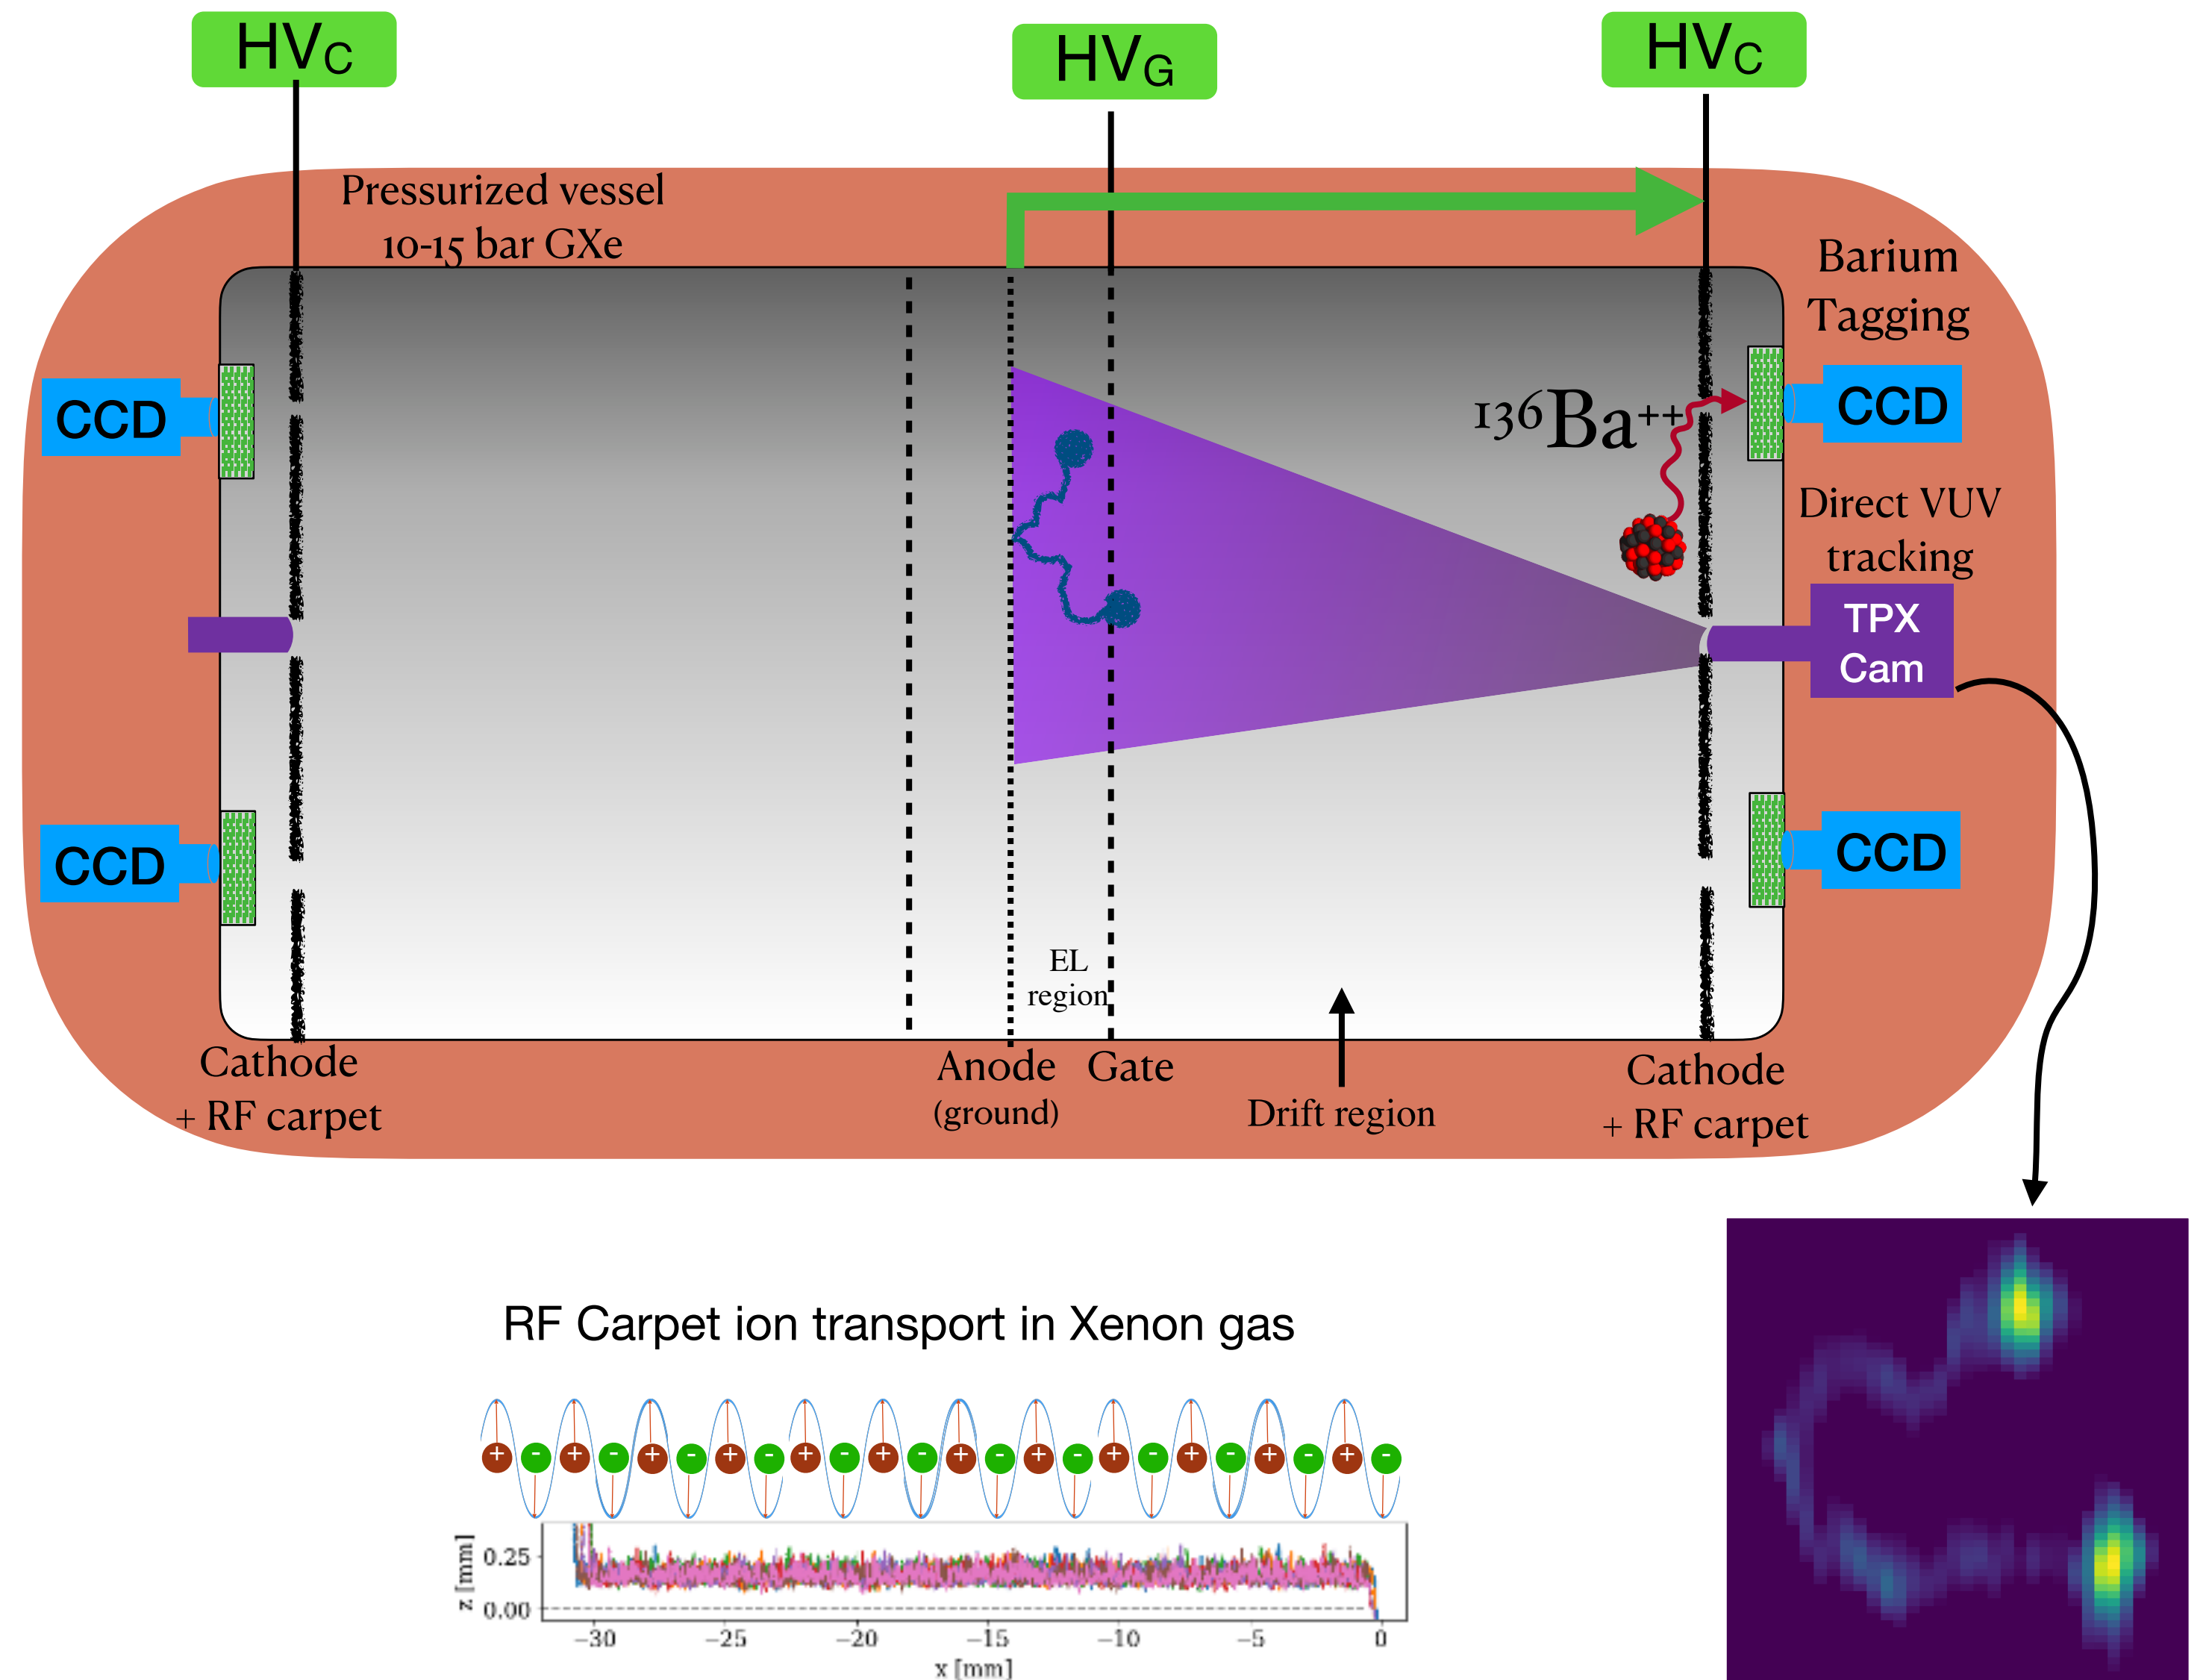 HVC
HVG
HVC
Pressurized vessel
10-15 bar GXe
Barium
Tagging
CCD
136Ba++
CCD
Direct VUV
tracking
TPX
Cam
CCD
CCD
EL
region
Cathode
+ RF carpet
Anode
(ground)
Gate
Drift region
Cathode
+ RF carpet
RF Carpet ion transport in Xenon gas
+ - + - + - + - + - + - + - + - + - + - + - + -
z [mm]
0.25
0.00
−30 −25 −20 −15 −10 −5 0
x [mm]